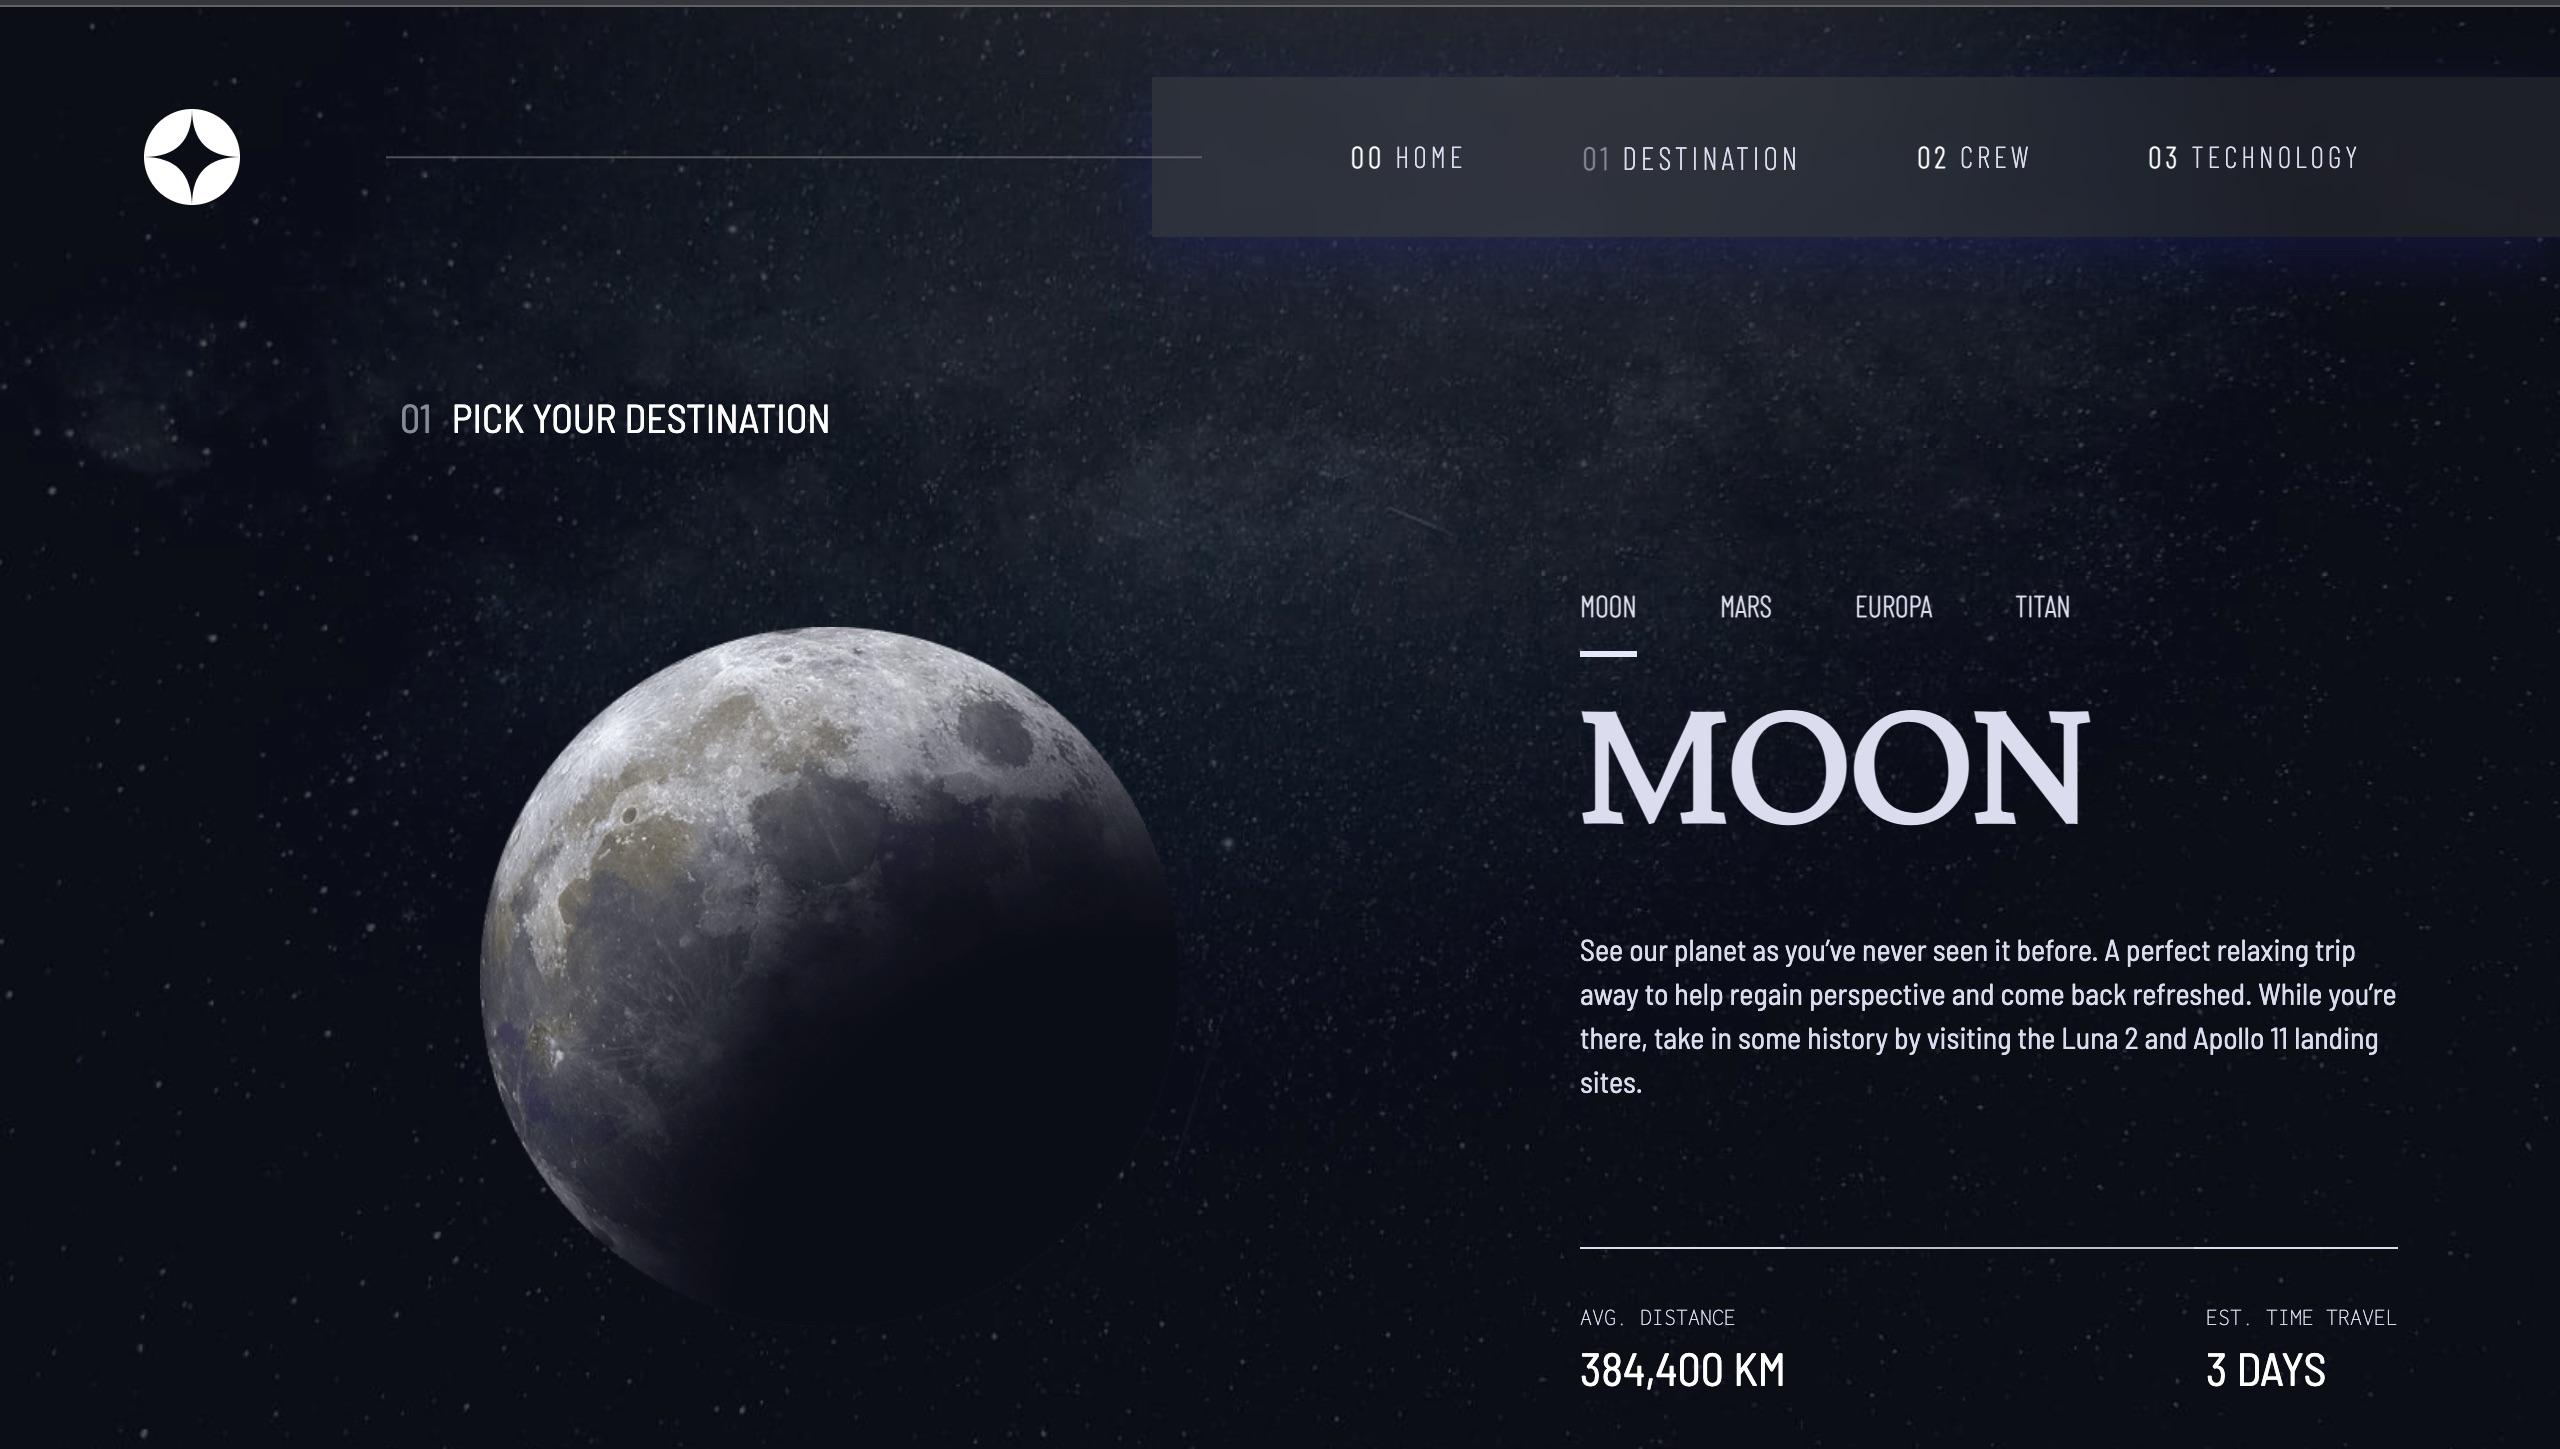 00 HOME 01 DESTINATION 02 CREW 03 TECHNOLOGY
01 PICK YOUR DESTINATION
MOON MARS EUROPA TITAN
MOON
See our planet as you’ve never seen it before. A perfect relaxing trip
away to help regain perspective and come back refreshed. While you’re
there, take in some history by visiting the Luna 2 and Apollo 11 landing
sites.
AVG. DISTANCE
384,400 KM
EST. TIME TRAVEL
3 DAYS